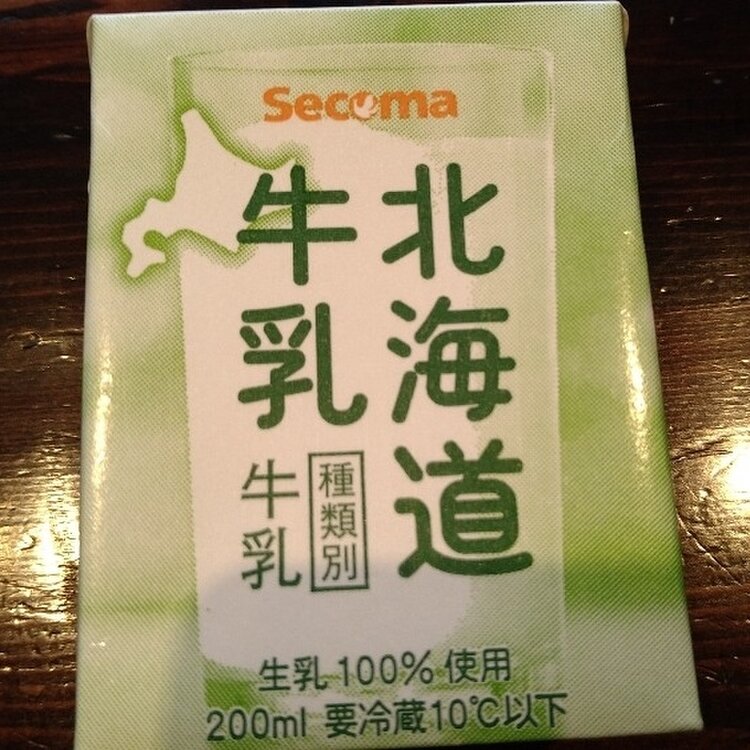 Secoma
北海道
牛乳
種類別
牛乳
生乳100%使用
200ml 要冷蔵10℃以下